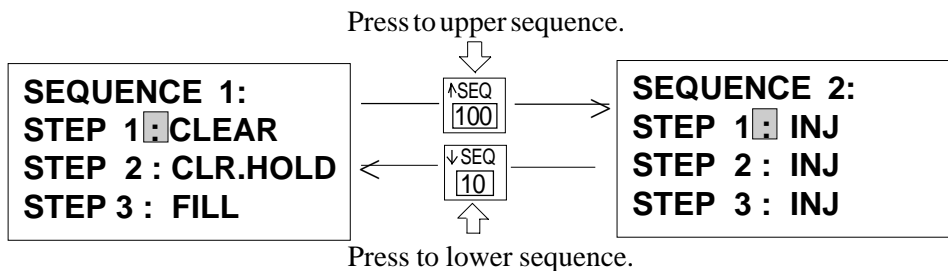 Press to upper sequence.
SEQUENCE 1:
STEP 1 : CLEAR
STEP 2 : CLR.HOLD
STEP 3 : FILL
↑SEQ
100
↓SEQ
10
SEQUENCE 2:
STEP 1 : INJ
STEP 2 : INJ
STEP 3 : INJ
Press to lower sequence.